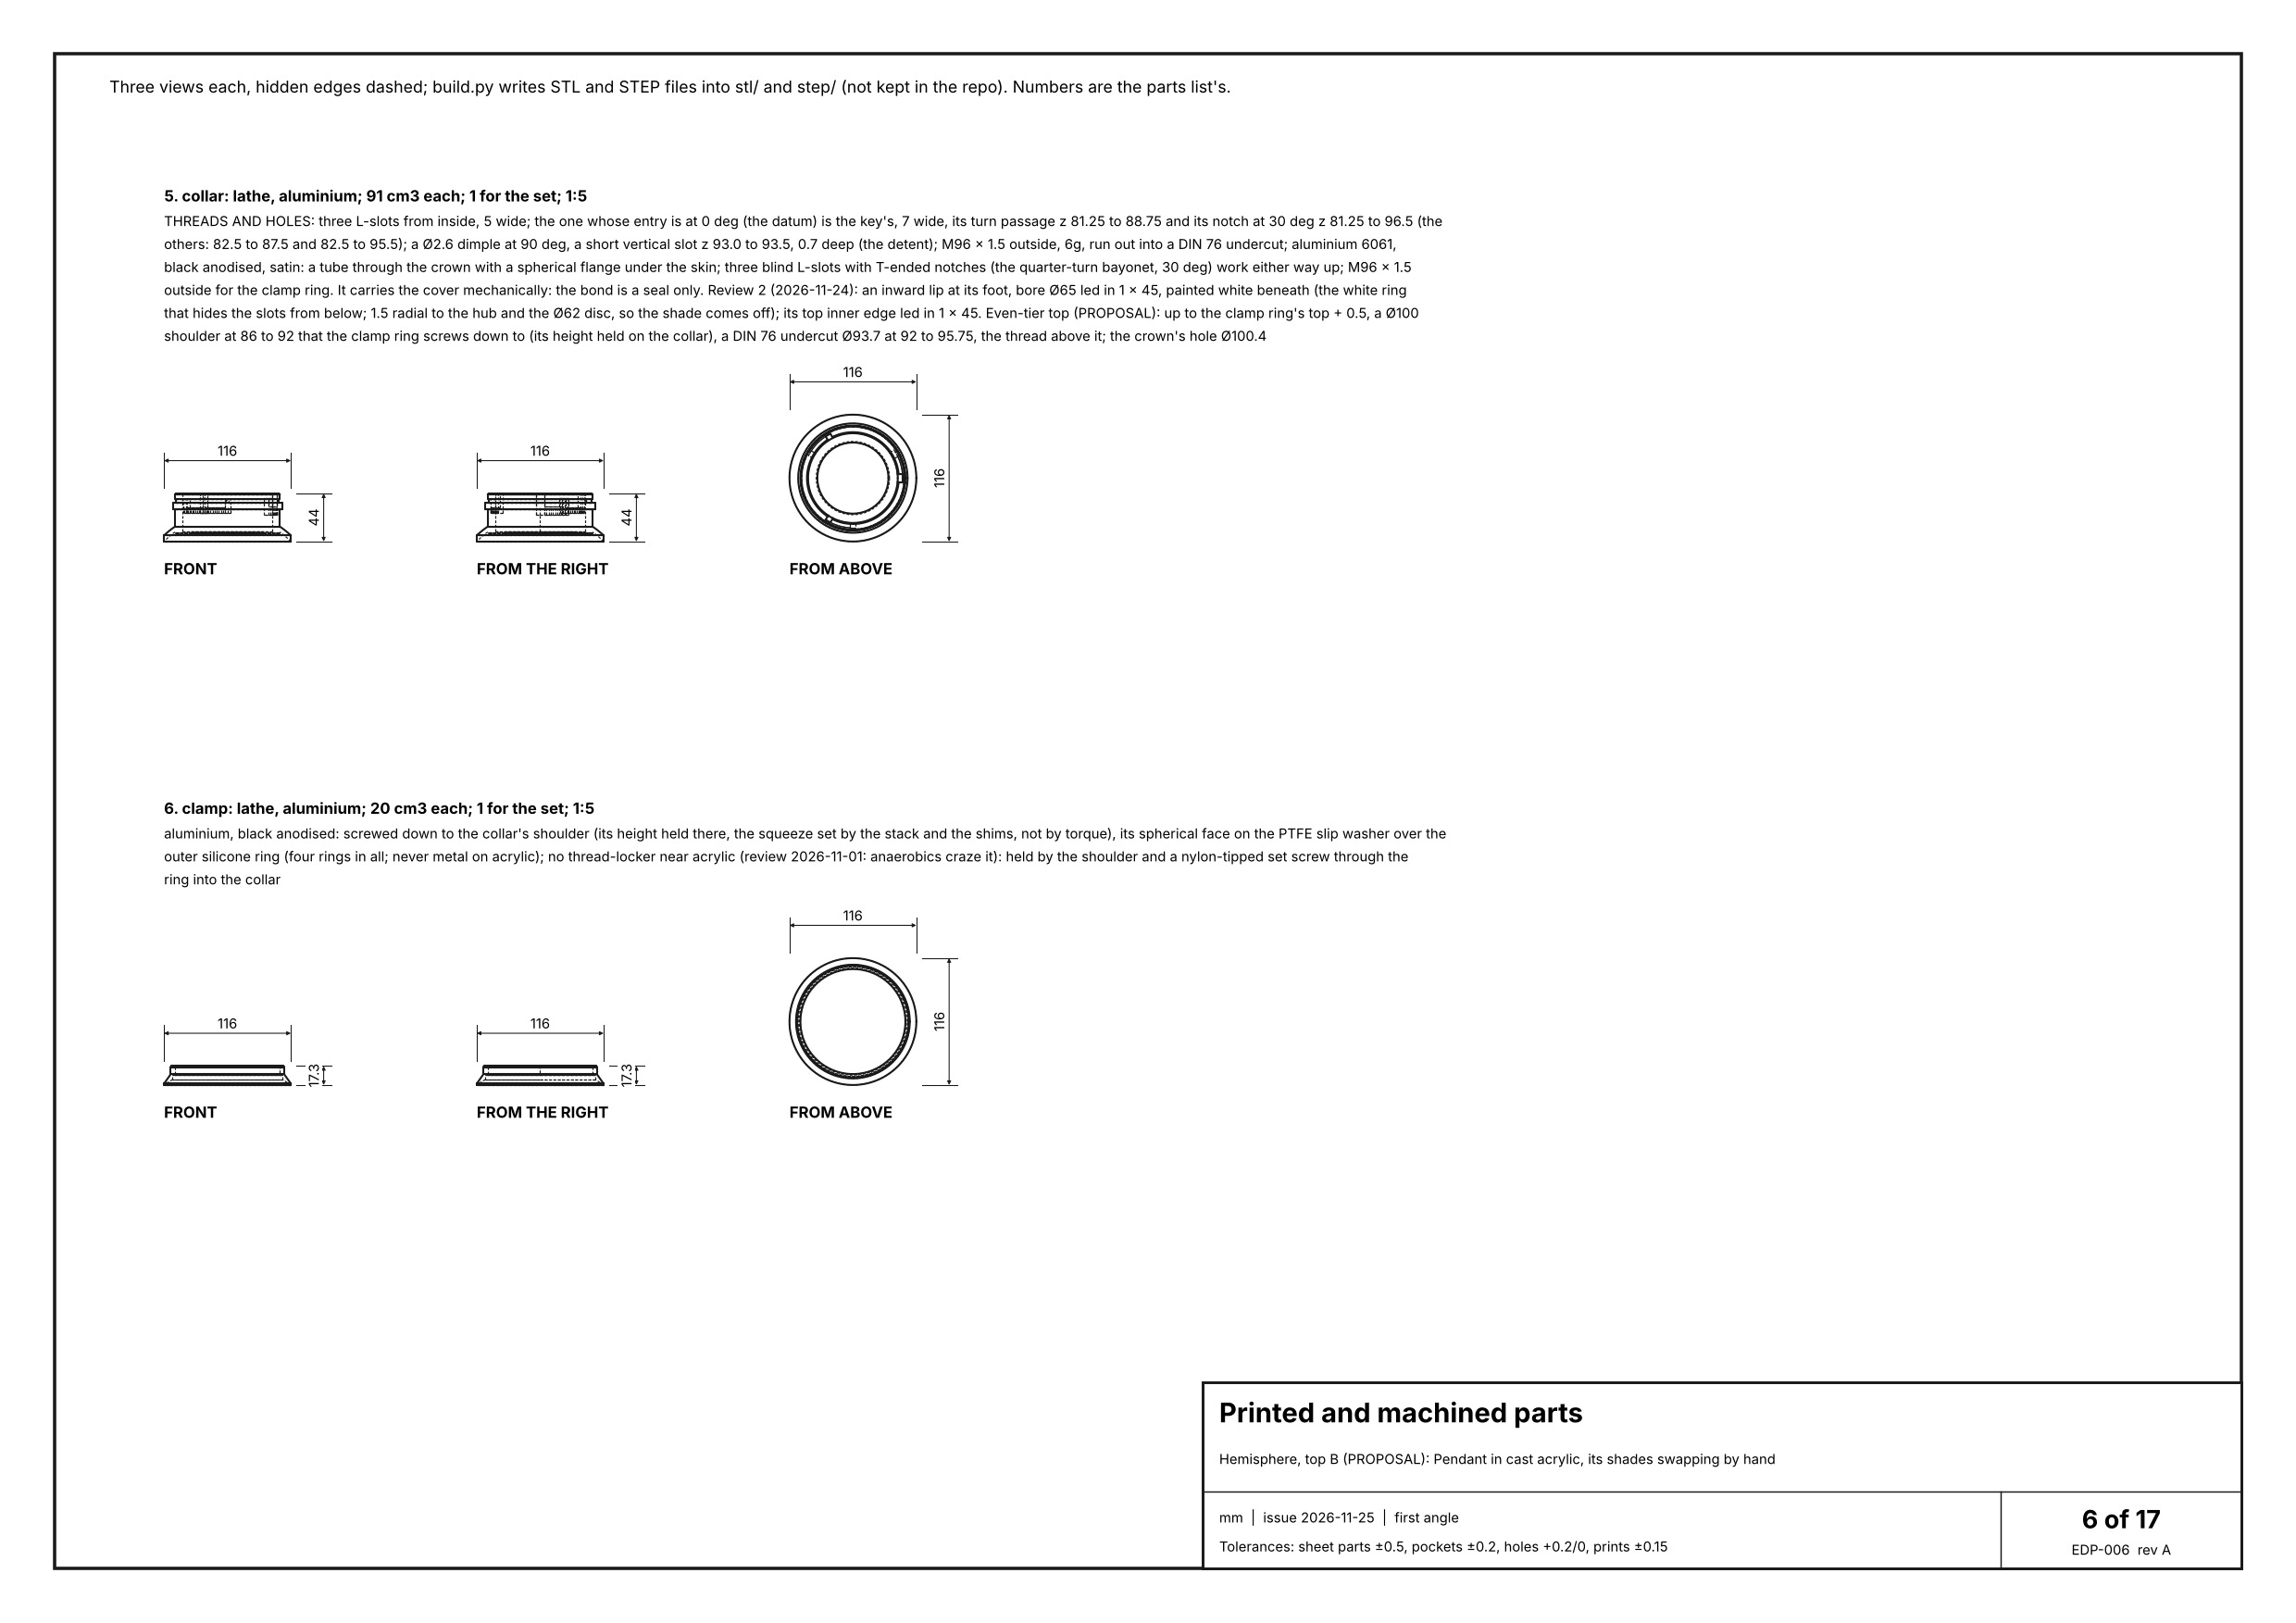 Three views each, hidden edges dashed; build.py writes STL and STEP files into stl/ and step/ (not kept in the repo). Numbers are the parts list's.
5. collar: lathe, aluminium; 91 cm3 each; 1 for the set; 1:5
THREADS AND HOLES: three L-slots from inside, 5 wide; the one whose entry is at 0 deg (the datum) is the key's, 7 wide, its turn passage z 81.25 to 88.75 and its notch at 30 deg z 81.25 to 96.5 (the
others: 82.5 to 87.5 and 82.5 to 95.5); a Ø2.6 dimple at 90 deg, a short vertical slot z 93.0 to 93.5, 0.7 deep (the detent); M96 × 1.5 outside, 6g, run out into a DIN 76 undercut; aluminium 6061,
black anodised, satin: a tube through the crown with a spherical flange under the skin; three blind L-slots with T-ended notches (the quarter-turn bayonet, 30 deg) work either way up; M96 × 1.5
outside for the clamp ring. It carries the cover mechanically: the bond is a seal only. Review 2 (2026-11-24): an inward lip at its foot, bore Ø65 led in 1 × 45, painted white beneath (the white ring
that hides the slots from below; 1.5 radial to the hub and the Ø62 disc, so the shade comes off); its top inner edge led in 1 × 45. Even-tier top (PROPOSAL): up to the clamp ring's top + 0.5, a Ø100
shoulder at 86 to 92 that the clamp ring screws down to (its height held on the collar), a DIN 76 undercut Ø93.7 at 92 to 95.75, the thread above it; the crown's hole Ø100.4
116
116
116
116
44
44
FRONT
FROM THE RIGHT
FROM ABOVE
6. clamp: lathe, aluminium; 20 cm3 each; 1 for the set; 1:5
aluminium, black anodised: screwed down to the collar's shoulder (its height held there, the squeeze set by the stack and the shims, not by torque), its spherical face on the PTFE slip washer over the
outer silicone ring (four rings in all; never metal on acrylic); no thread-locker near acrylic (review 2026-11-01: anaerobics craze it): held by the shoulder and a nylon-tipped set screw through the
ring into the collar
116
116
116
116
17.3
17.3
FRONT
FROM THE RIGHT
FROM ABOVE
Printed and machined parts
Hemisphere, top B (PROPOSAL): Pendant in cast acrylic, its shades swapping by hand
mm | issue 2026-11-25 | first angle
Tolerances: sheet parts ±0.5, pockets ±0.2, holes +0.2/0, prints ±0.15
6 of 17
EDP-006 rev A